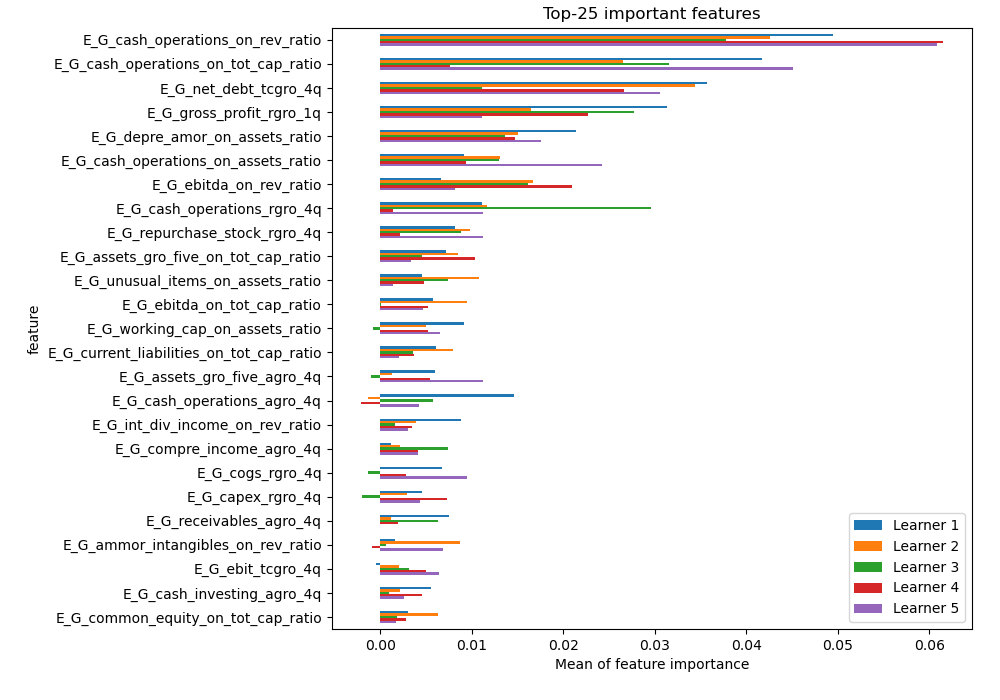 Top-25 important features
feature
E_G_cash_operations_on_rev_ratio
E_G_cash_operations_on_tot_cap_ratio
E_G_net_debt_tcgro_4q
E_G_gross_profit_rgro_1q
E_G_depre_amor_on_assets_ratio
E_G_cash_operations_on_assets_ratio
E_G_ebitda_on_rev_ratio
E_G_cash_operations_rgro_4q
E_G_repurchase_stock_rgro_4q
E_G_assets_gro_five_on_tot_cap_ratio
E_G_unusual_items_on_assets_ratio
E_G_ebitda_on_tot_cap_ratio
E_G_working_cap_on_assets_ratio
E_G_current_liabilities_on_tot_cap_ratio
E_G_assets_gro_five_agro_4q
E_G_cash_operations_agro_4q
E_G_int_div_income_on_rev_ratio
E_G_compre_income_agro_4q
E_G_cogs_rgro_4q
E_G_capex_rgro_4q
E_G_receivables_agro_4q
E_G_ammor_intangibles_on_rev_ratio
E_G_ebit_tcgro_4q
E_G_cash_investing_agro_4q
E_G_common_equity_on_tot_cap_ratio
Learner 1
Learner 2
Learner 3
Learner 4
Learner 5
0.00 0.01 0.02 0.03 0.04 0.05 0.06
Mean of feature importance